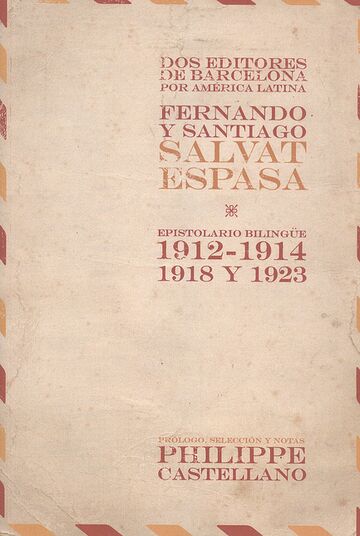 DOS EDITORES
DE BARCELONA
POR AMÉRICA LATINA
FERNANDO
Y SANTIAGO
SALVAT
ESPASA
EPISTOLARIO BILINGÜE
1912-1914
1918 Y 1923
PRÓLOGO, SELECCIÓN Y NOTAS
PHILIPPE
CASTELLANO